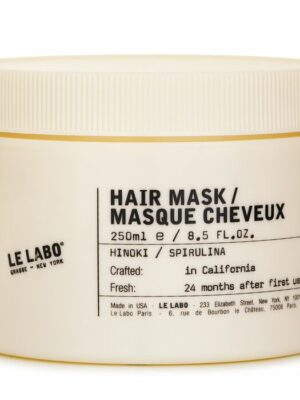 HAIR MASK /
MASQUE CHEVEUX
250ml e / 8.5 FL.OZ.
HINOKI / SPIRULINA
LE LABO®
GRASSE - NEW YORK
Crafted: in California
Fresh: 24 months after first us
Made in USA - LE LABO - 233 Elizabeth Street, New York, NY
Le Labo Paris - 6, rue de Bourbon le Château, 75006 Paris,